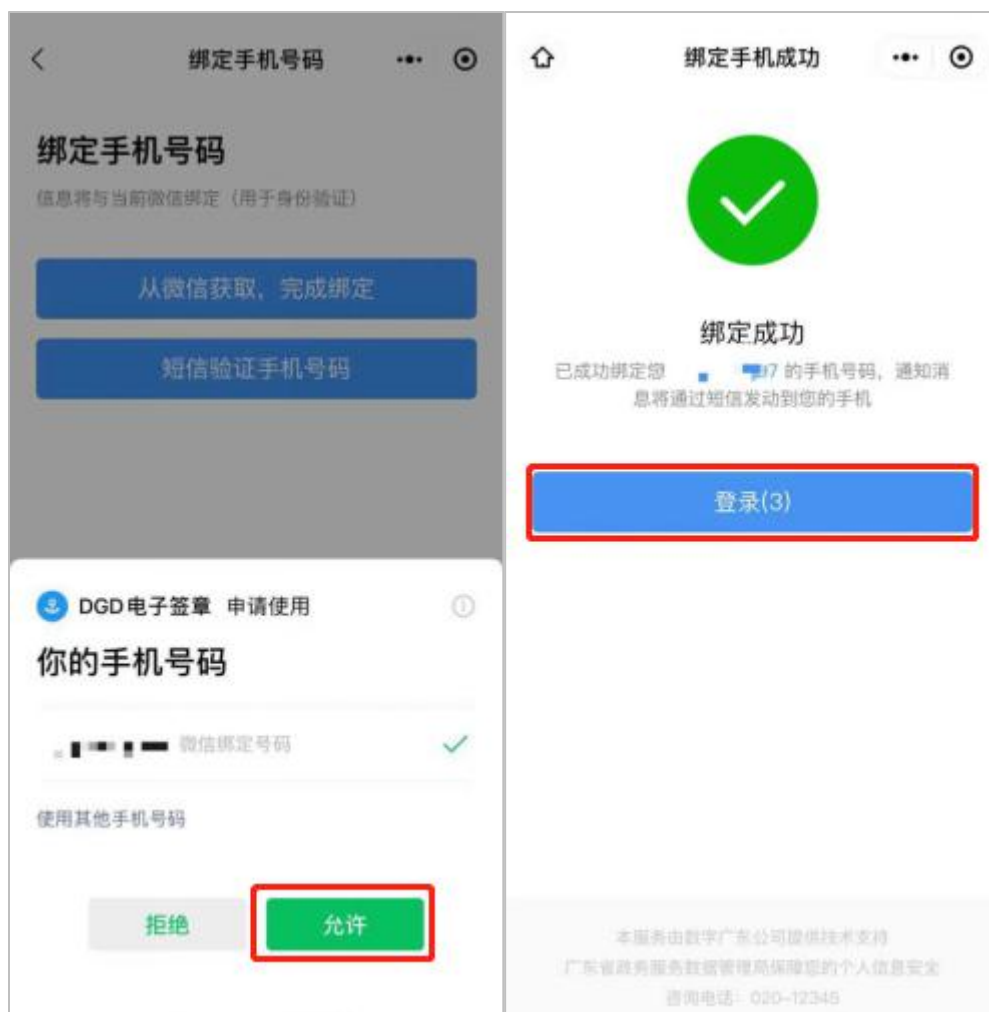 绑定手机号码
绑定手机号码
信息将与当前微信绑定（用于身份验证）
从微信获取，完成绑定
短信验证手机号码
DGD电子签章 申请使用
你的手机号码
微信绑定号码
使用其他手机号码
拒绝
允许
绑定手机成功
绑定成功
已成功绑定您 97 的手机号码，通知消
息将通过短信发动到您的手机
登录(3)
本服务由数字广东公司提供技术支持
广东省政务服务数据管理局保障您的个人信息安全
咨询电话：020-12345